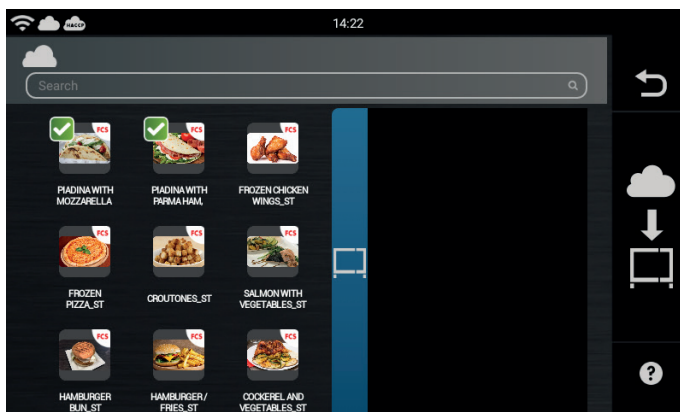 HACCP
14:22
Search
FCS
FCS
FCS
PIADINA WITH
MOZZARELLA
PIADINA WITH
PARMA HAM,
FROZEN CHICKEN
WINGS_ST
FCS
FCS
FCS
FROZEN
PIZZA_ST
CROUTONES_ST
SALMON WITH
VEGETABLES_ST
FCS
FCS
FCS
HAMBURGER
BUN_ST
HAMBURGER/
FRIES_ST
COCKEREL AND
VEGETABLES_ST
?